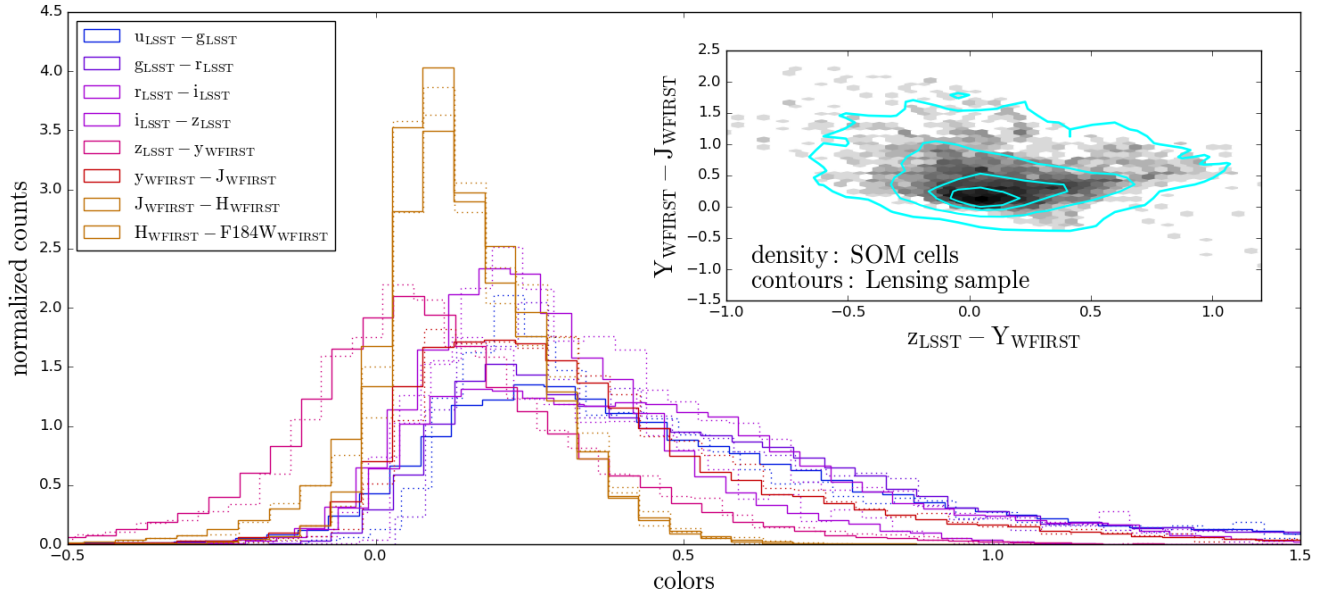 4.5
4.0
3.5
3.0
2.5
2.0
1.5
1.0
0.5
0.0
normalized counts
−0.5 0.0 0.5 1.0 1.5
colors
u_LSST − g_LSST
g_LSST − r_LSST
r_LSST − i_LSST
i_LSST − z_LSST
z_LSST − y_WFIRST
y_WFIRST − J_WFIRST
J_WFIRST − H_WFIRST
H_WFIRST − F184W_WFIRST
2.5
2.0
1.5
1.0
0.5
0.0
−0.5
−1.0
−1.5
Y_WFIRST − J_WFIRST
density: SOM cells
contours: Lensing sample
−1.0 −0.5 0.0 0.5 1.0
z_LSST − Y_WFIRST